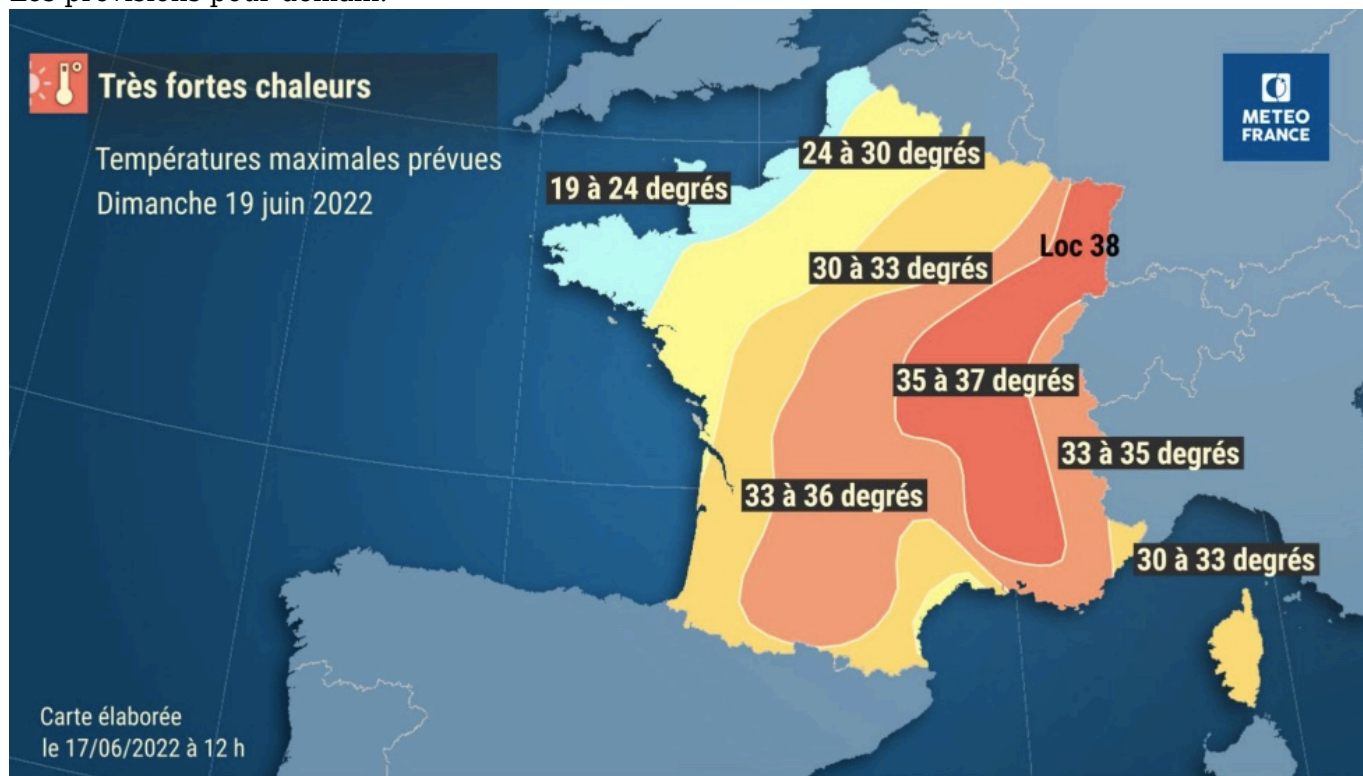 Les prévisions pour demain.
Très fortes chaleurs
Températures maximales prévues
Dimanche 19 juin 2022
METEO
FRANCE
24 à 30 degrés
19 à 24 degrés
Loc 38
30 à 33 degrés
35 à 37 degrés
33 à 35 degrés
33 à 36 degrés
30 à 33 degrés
Carte élaborée
le 17/06/2022 à 12 h